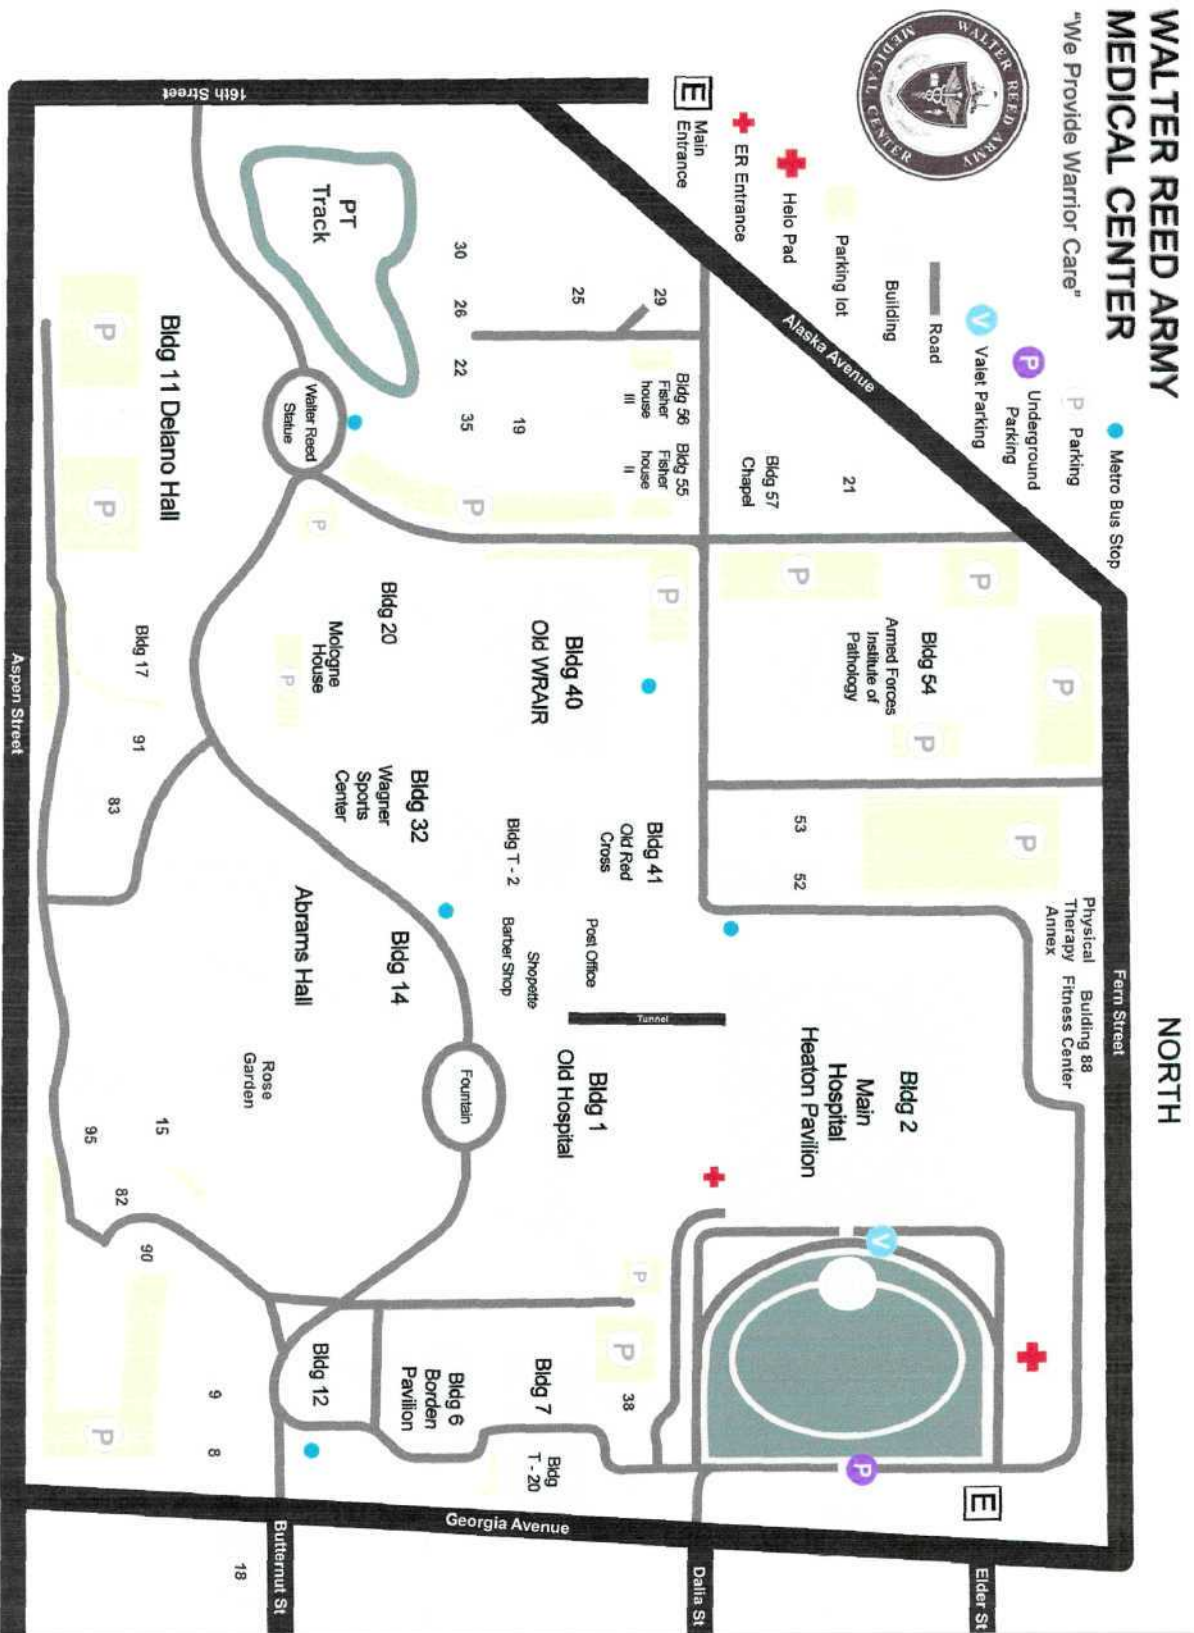 WALTER REED ARMY
MEDICAL CENTER
"We Provide Warrior Care"
WALTER REED ARMY
MEDICAL CENTER
NORTH
Metro Bus Stop
P Parking
P Underground
Parking
V Valet Parking
Road
Building
Parking lot
Helo Pad
ER Entrance
E Main
Entrance
Fern Street
Alaska Avenue
16th Street
Aspen Street
Georgia Avenue
Elder St
Dalia St
Butternut St
Physical
Therapy
Annex
Bulding 88
Fitness Center
P
P
P
P
P
Bldg 54
Armed Forces
Institute of
Pathology
21
Bldg 57
Chapel
53
52
Bldg 2
Main
Hospital
Heaton Pavilion
V
P
E
29
25
Bldg 56
Fisher
house
III
Bldg 55
Fisher
house
II
P
Bldg 41
Old Red
Cross
Post Office
Tunnel
Bldg 1
Old Hospital
P
P
38
Bldg 40
Old WRAIR
Bldg T - 2
Shopette
Barber Shop
Bldg 7
Bldg
T - 20
30
26
22
35
19
P
P
PT
Track
Walter Reed
Statue
Bldg 20
Mologne
House
P
Bldg 32
Wagner
Sports
Center
Bldg 14
Abrams Hall
Fountain
Rose
Garden
Bldg 6
Borden
Pavilion
Bldg 12
Bldg 11 Delano Hall
P
P
Bldg 17
91
83
15
95
82
90
9
8
P
18